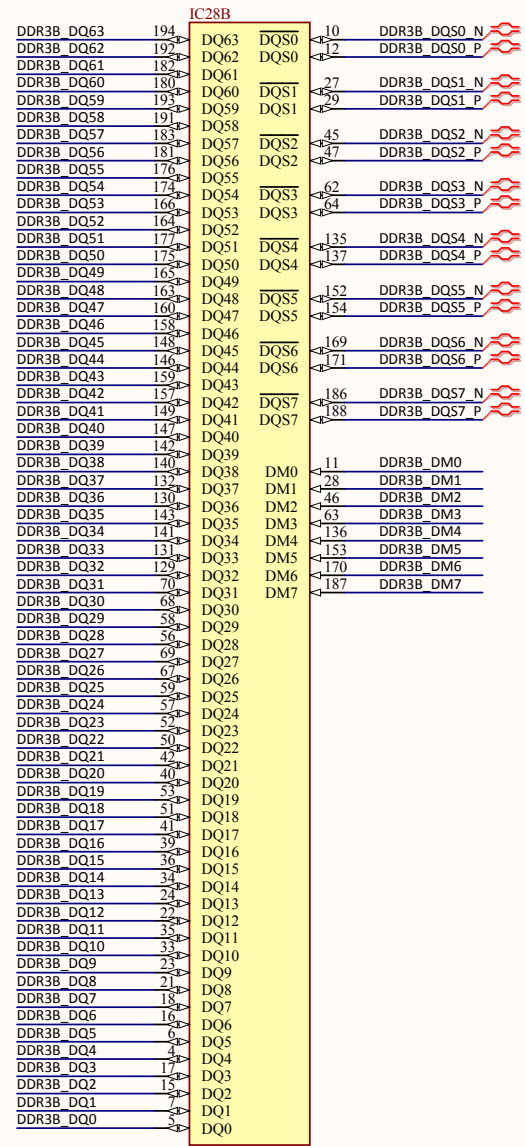 IC28B
DDR3B_DQ63 194 DQ63 DQS0 10 DDR3B_DQS0_N
DDR3B_DQ62 192 DQ62 DQS0 12 DDR3B_DQS0_P
DDR3B_DQ61 182 DQ61
DDR3B_DQ60 180 DQ60 DQS1 27 DDR3B_DQS1_N
DDR3B_DQ59 193 DQ59 DQS1 29 DDR3B_DQS1_P
DDR3B_DQ58 191 DQ58
DDR3B_DQ57 183 DQ57 DQS2 45 DDR3B_DQS2_N
DDR3B_DQ56 181 DQ56 DQS2 47 DDR3B_DQS2_P
DDR3B_DQ55 176 DQ55
DDR3B_DQ54 174 DQ54 DQS3 62 DDR3B_DQS3_N
DDR3B_DQ53 166 DQ53 DQS3 64 DDR3B_DQS3_P
DDR3B_DQ52 164 DQ52
DDR3B_DQ51 177 DQ51 DQS4 135 DDR3B_DQS4_N
DDR3B_DQ50 175 DQ50 DQS4 137 DDR3B_DQS4_P
DDR3B_DQ49 165 DQ49
DDR3B_DQ48 163 DQ48 DQS5 152 DDR3B_DQS5_N
DDR3B_DQ47 160 DQ47 DQS5 154 DDR3B_DQS5_P
DDR3B_DQ46 158 DQ46
DDR3B_DQ45 148 DQ45 DQS6 169 DDR3B_DQS6_N
DDR3B_DQ44 146 DQ44 DQS6 171 DDR3B_DQS6_P
DDR3B_DQ43 159 DQ43
DDR3B_DQ42 157 DQ42 DQS7 186 DDR3B_DQS7_N
DDR3B_DQ41 149 DQ41 DQS7 188 DDR3B_DQS7_P
DDR3B_DQ40 147 DQ40
DDR3B_DQ39 142 DQ39
DDR3B_DQ38 140 DQ38 DM0 11 DDR3B_DM0
DDR3B_DQ37 132 DQ37 DM1 28 DDR3B_DM1
DDR3B_DQ36 130 DQ36 DM2 46 DDR3B_DM2
DDR3B_DQ35 143 DQ35 DM3 63 DDR3B_DM3
DDR3B_DQ34 141 DQ34 DM4 136 DDR3B_DM4
DDR3B_DQ33 131 DQ33 DM5 153 DDR3B_DM5
DDR3B_DQ32 129 DQ32 DM6 170 DDR3B_DM6
DDR3B_DQ31 70 DQ31 DM7 187 DDR3B_DM7
DDR3B_DQ30 68 DQ30
DDR3B_DQ29 58 DQ29
DDR3B_DQ28 56 DQ28
DDR3B_DQ27 69 DQ27
DDR3B_DQ26 67 DQ26
DDR3B_DQ25 59 DQ25
DDR3B_DQ24 57 DQ24
DDR3B_DQ23 52 DQ23
DDR3B_DQ22 50 DQ22
DDR3B_DQ21 42 DQ21
DDR3B_DQ20 40 DQ20
DDR3B_DQ19 53 DQ19
DDR3B_DQ18 51 DQ18
DDR3B_DQ17 41 DQ17
DDR3B_DQ16 39 DQ16
DDR3B_DQ15 36 DQ15
DDR3B_DQ14 34 DQ14
DDR3B_DQ13 24 DQ13
DDR3B_DQ12 22 DQ12
DDR3B_DQ11 35 DQ11
DDR3B_DQ10 33 DQ10
DDR3B_DQ9 23 DQ9
DDR3B_DQ8 21 DQ8
DDR3B_DQ7 18 DQ7
DDR3B_DQ6 16 DQ6
DDR3B_DQ5 6 DQ5
DDR3B_DQ4 4 DQ4
DDR3B_DQ3 17 DQ3
DDR3B_DQ2 15 DQ2
DDR3B_DQ1 7 DQ1
DDR3B_DQ0 5 DQ0